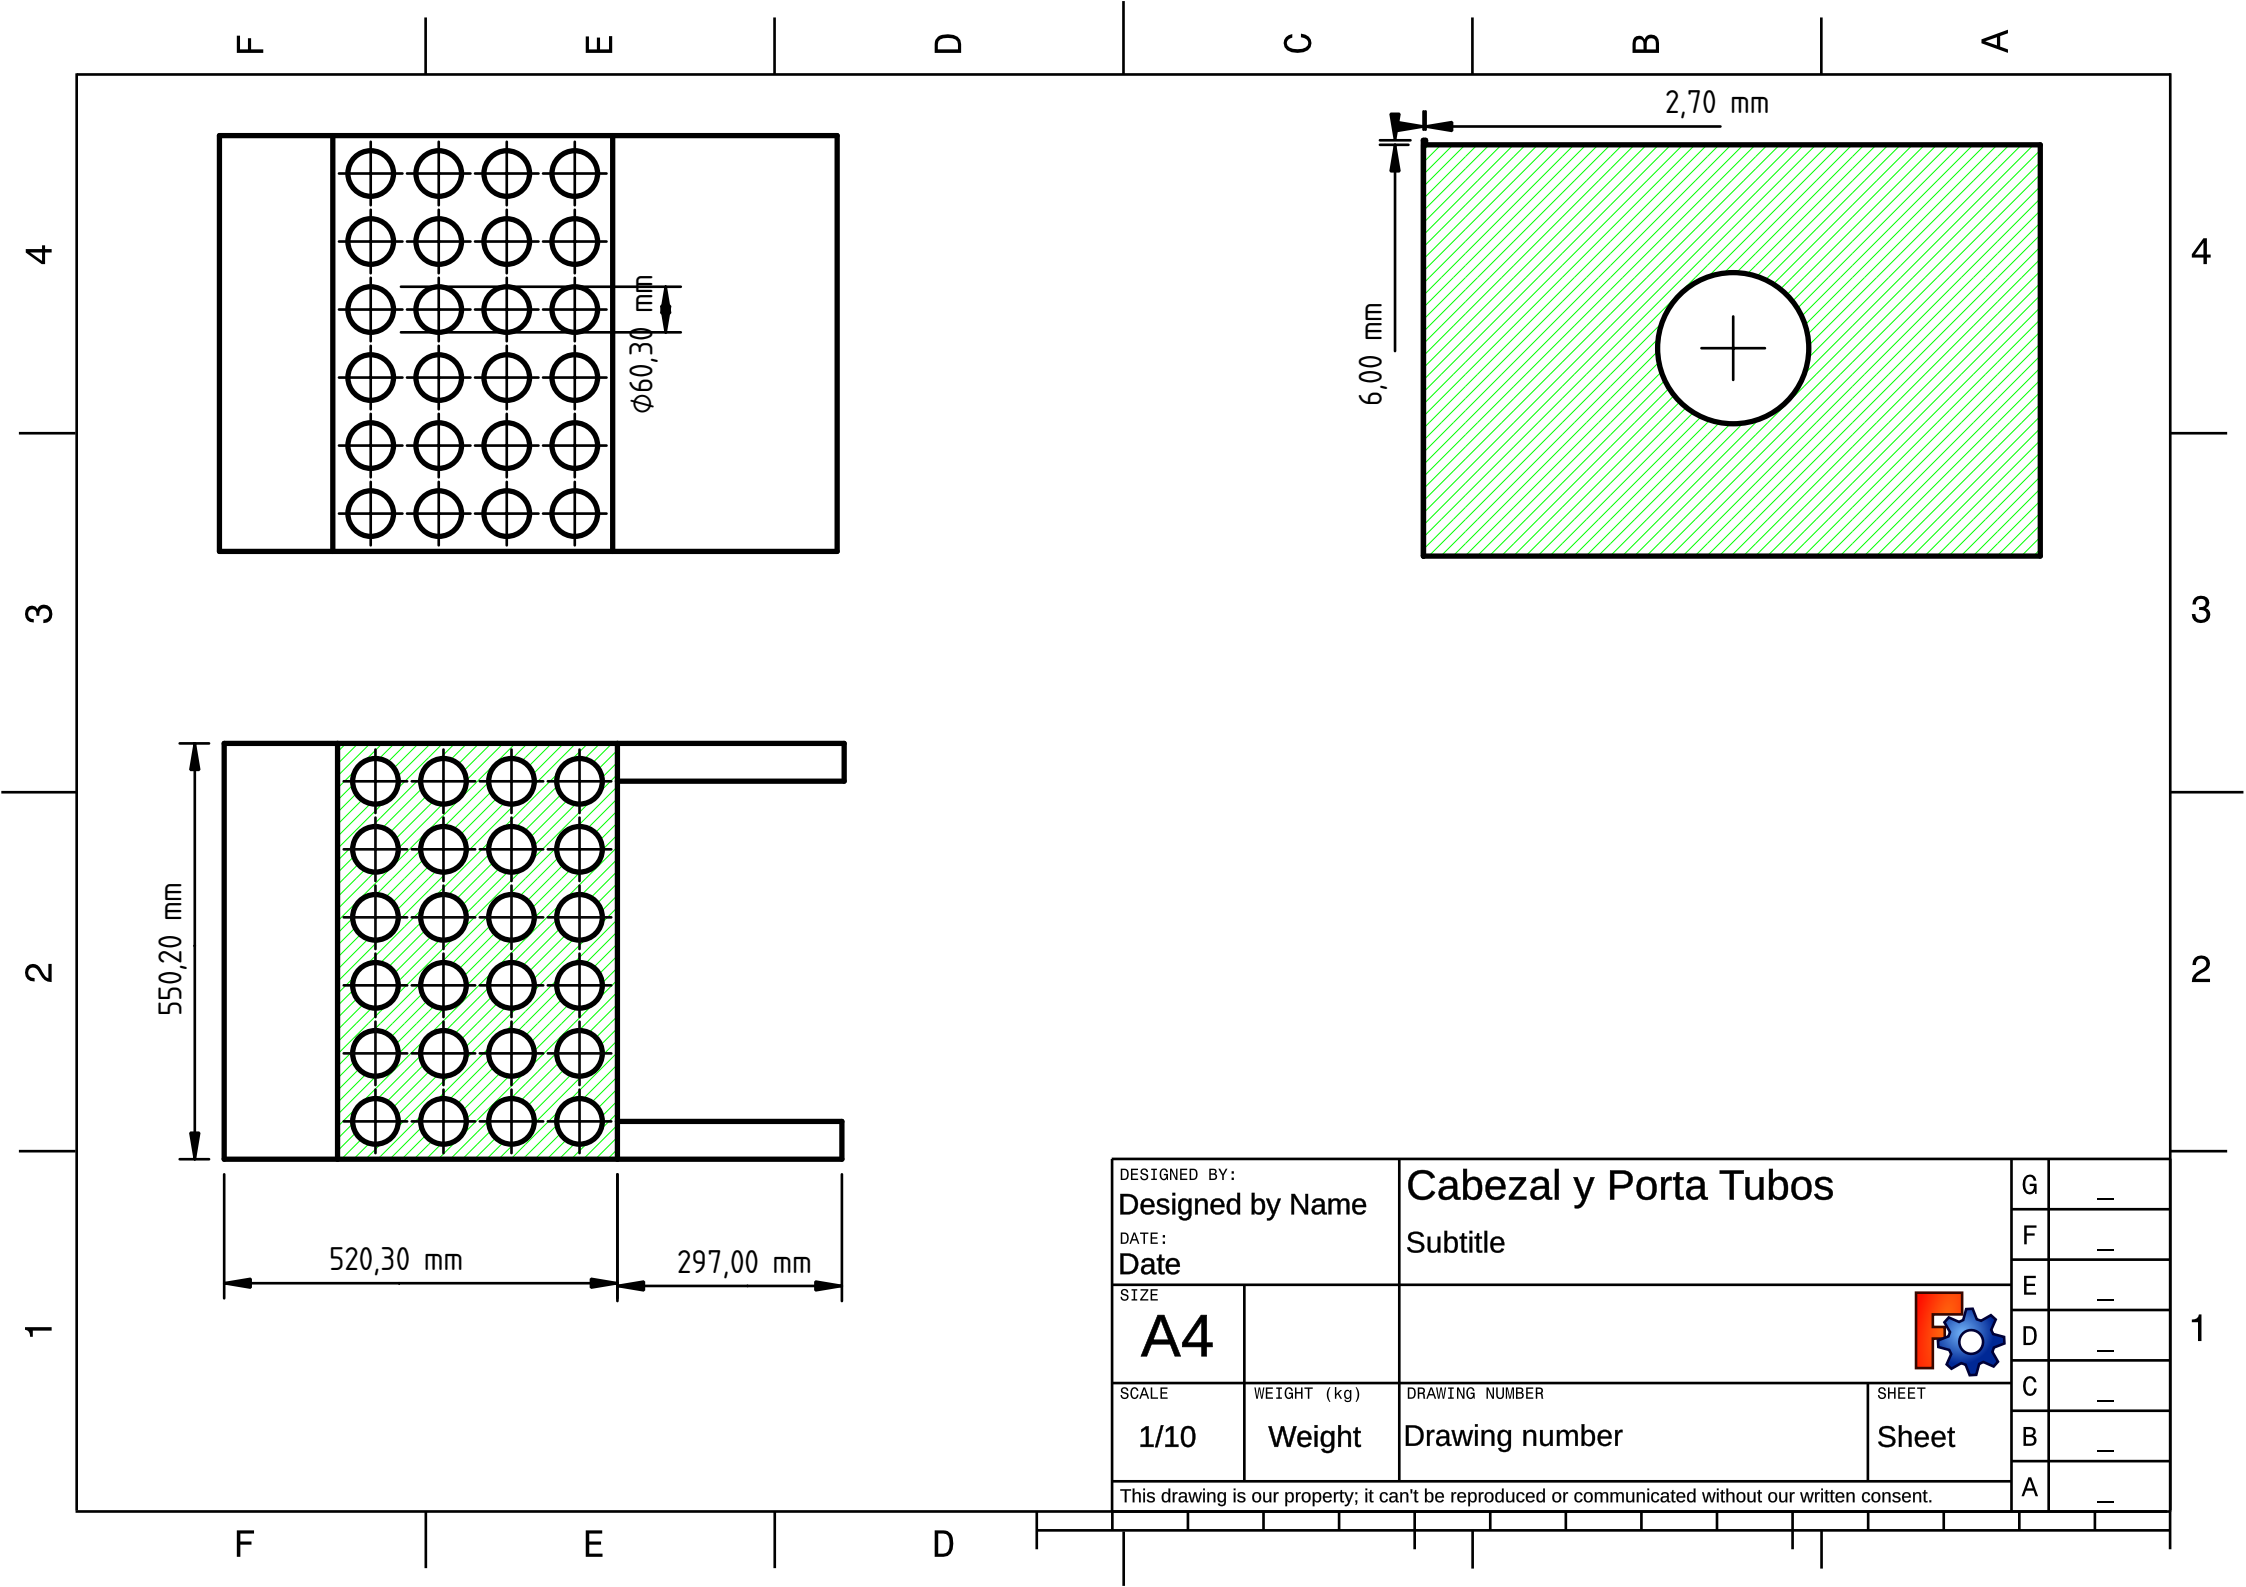 F E D C B A
2,70 mm
4 4
6,00 mm
Φ60,30 mm
3 3
550,20 mm
2 2
520,30 mm 297,00 mm
1 1
DESIGNED BY:
Designed by Name
DATE:
Date
Cabezal y Porta Tubos
Subtitle
SIZE
A4
SCALE
1/10
WEIGHT (kg)
Weight
DRAWING NUMBER
Drawing number
SHEET
Sheet
G _
F _
E _
D _
C _
B _
A _
This drawing is our property; it can't be reproduced or communicated without our written consent.
F E D